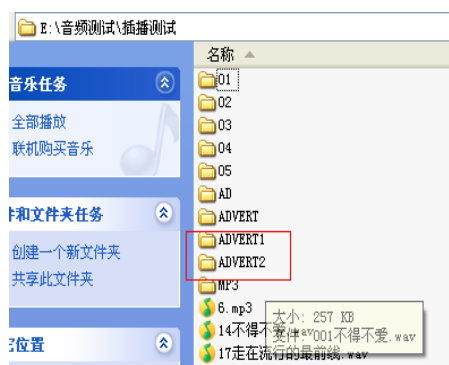 E:\音频测试\插播测试
名称
音乐任务
全部播放
联机购买音乐
件和文件夹任务
创建一个新文件夹
共享此文件夹
它位置
01
02
03
04
05
AD
ADVERT
ADVERT1
ADVERT2
MP3
6.mp3
14不得不爱.wav
17走在流行的最前线.wav
大小: 257 KB
文件: 001不得不爱.wav